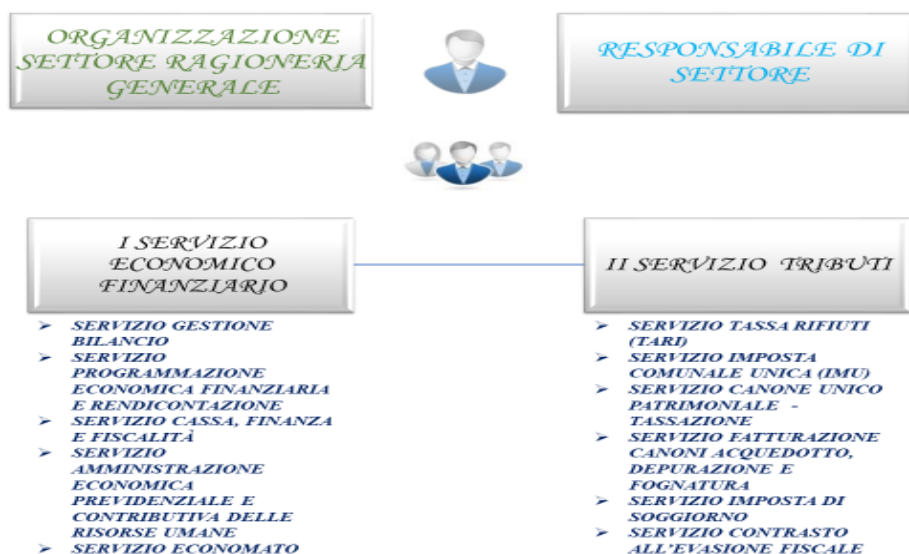 ORGANIZZAZIONE
SETTORE RAGIONERIA
GENERALE
RESPONSABILE DI
SETTORE
I SERVIZIO
ECONOMICO
FINANZIARIO
➢ SERVIZIO GESTIONE
BILANCIO
➢ SERVIZIO
PROGRAMMAZIONE
ECONOMICA FINANZIARIA
E RENDICONTAZIONE
➢ SERVIZIO CASSA, FINANZA
E FISCALITÀ
➢ SERVIZIO
AMMINISTRAZIONE
ECONOMICA
PREVIDENZIALE E
CONTRIBUTIVA DELLE
RISORSE UMANE
➢ SERVIZIO ECONOMATO
II SERVIZIO TRIBUTI
➢ SERVIZIO TASSA RIFIUTI
(TARI)
➢ SERVIZIO IMPOSTA
COMUNALE UNICA (IMU)
➢ SERVIZIO CANONE UNICO
PATRIMONIALE -
TASSAZIONE
➢ SERVIZIO FATTURAZIONE
CANONI ACQUEDOTTO,
DEPURAZIONE E
FOGNATURA
➢ SERVIZIO IMPOSTA DI
SOGGIORNO
➢ SERVIZIO CONTRASTO
ALL'EVASIONE FISCALE